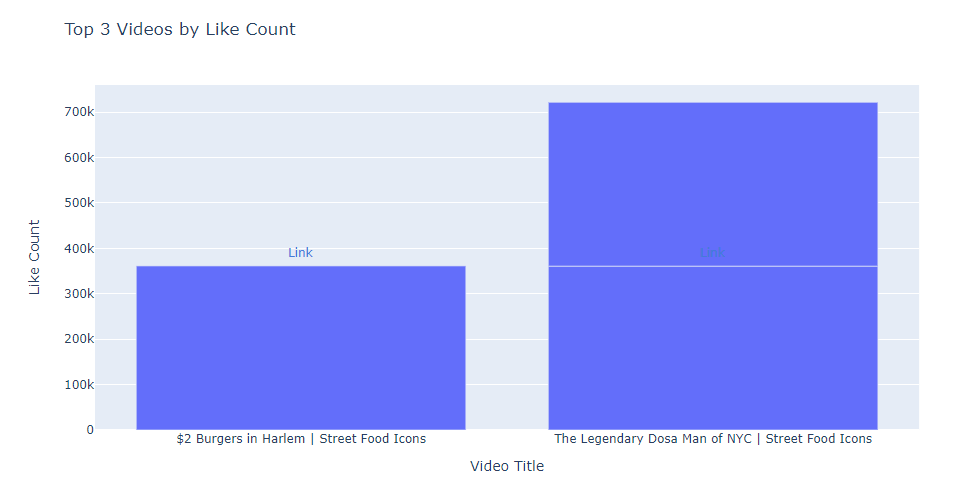 Top 3 Videos by Like Count
700k
600k
500k
400k
300k
200k
100k
0
Like Count
Link
Link
$2 Burgers in Harlem | Street Food Icons
The Legendary Dosa Man of NYC | Street Food Icons
Video Title